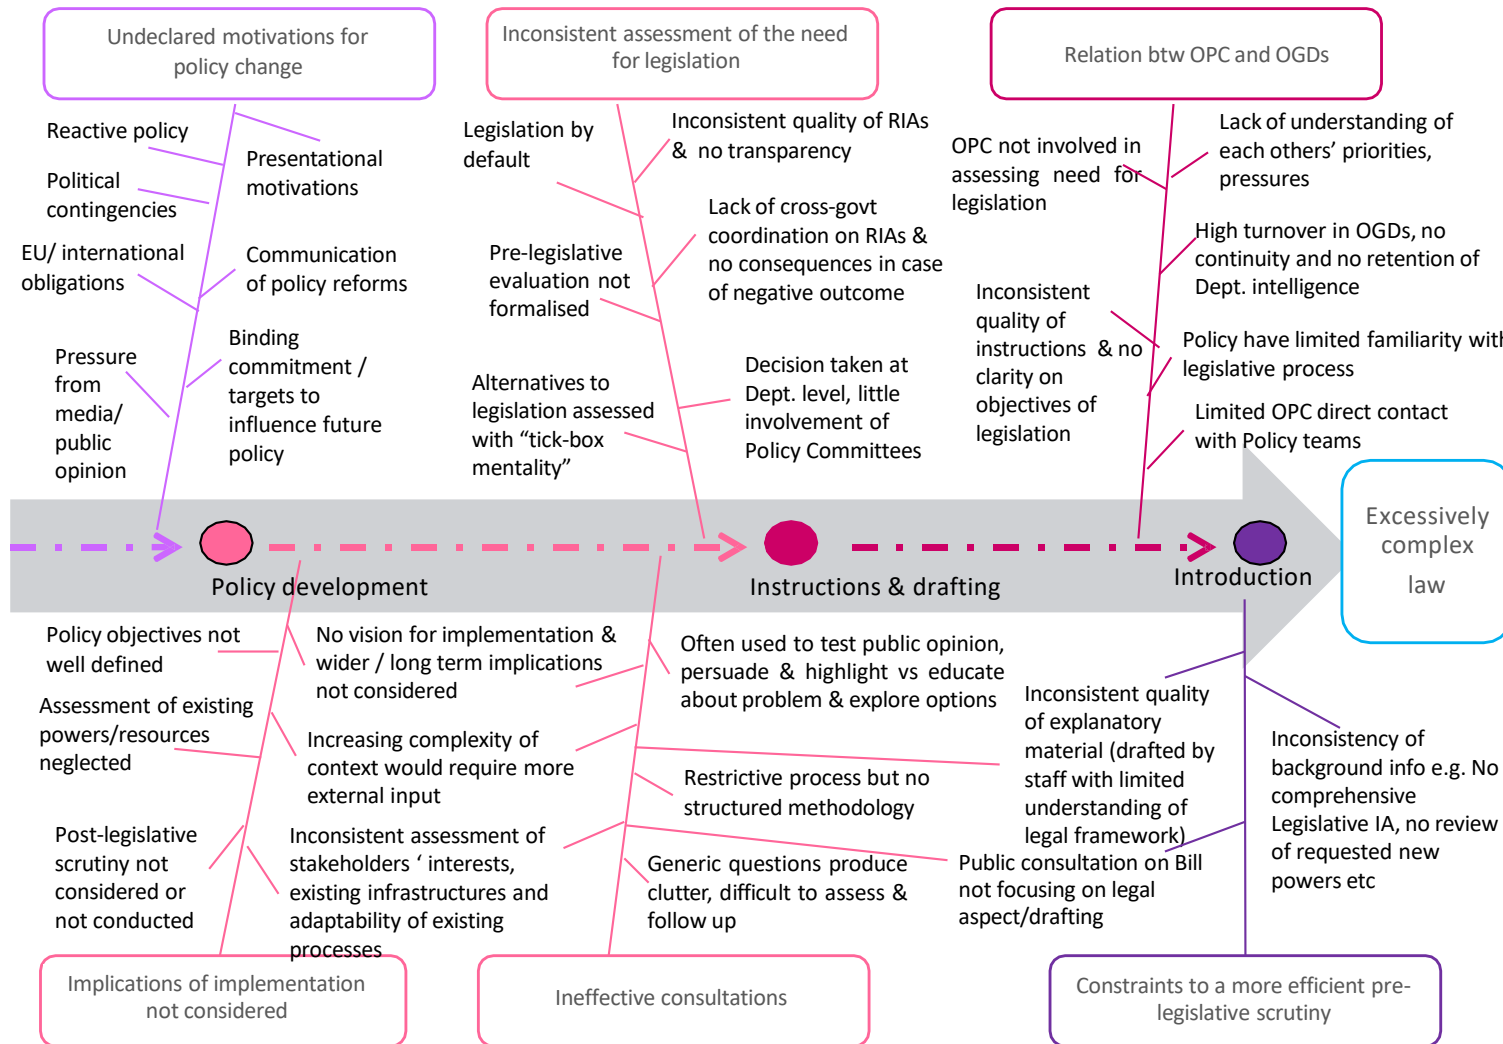 Undeclared motivations for
policy change
Inconsistent assessment of the need
for legislation
Relation btw OPC and OGDs
Reactive policy
Presentational
motivations
Political
contingencies
EU/ international
obligations
Communication
of policy reforms
Pressure
from
media/
public
opinion
Binding
commitment /
targets to
influence future
policy
Legislation by
default
Inconsistent quality of RIAs
& no transparency
Lack of cross-govt
coordination on RIAs &
no consequences in case
of negative outcome
Pre-legislative
evaluation not
formalised
Alternatives to
legislation assessed
with “tick-box
mentality”
Decision taken at
Dept. level, little
involvement of
Policy Committees
OPC not involved in
assessing need for
legislation
Lack of understanding of
each others’ priorities,
pressures
High turnover in OGDs, no
continuity and no retention of
Dept. intelligence
Inconsistent
quality of
instructions & no
clarity on
objectives of
legislation
Policy have limited familiarity with
legislative process
Limited OPC direct contact
with Policy teams
Policy development
Instructions & drafting
Introduction
Excessively
complex
law
Policy objectives not
well defined
No vision for implementation &
wider / long term implications
not considered
Assessment of existing
powers/resources
neglected
Increasing complexity of
context would require more
external input
Post-legislative
scrutiny not
considered or
not conducted
Inconsistent assessment of
stakeholders ‘ interests,
existing infrastructures and
adaptability of existing
processes
Often used to test public opinion,
persuade & highlight vs educate
about problem & explore options
Restrictive process but no
structured methodology
Generic questions produce
clutter, difficult to assess &
follow up
Inconsistent quality
of explanatory
material (drafted by
staff with limited
understanding of
legal framework)
Public consultation on Bill
not focusing on legal
aspect/drafting
Inconsistency of
background info e.g. No
comprehensive
Legislative IA, no review
of requested new
powers etc
Implications of implementation
not considered
Ineffective consultations
Constraints to a more efficient pre-
legislative scrutiny